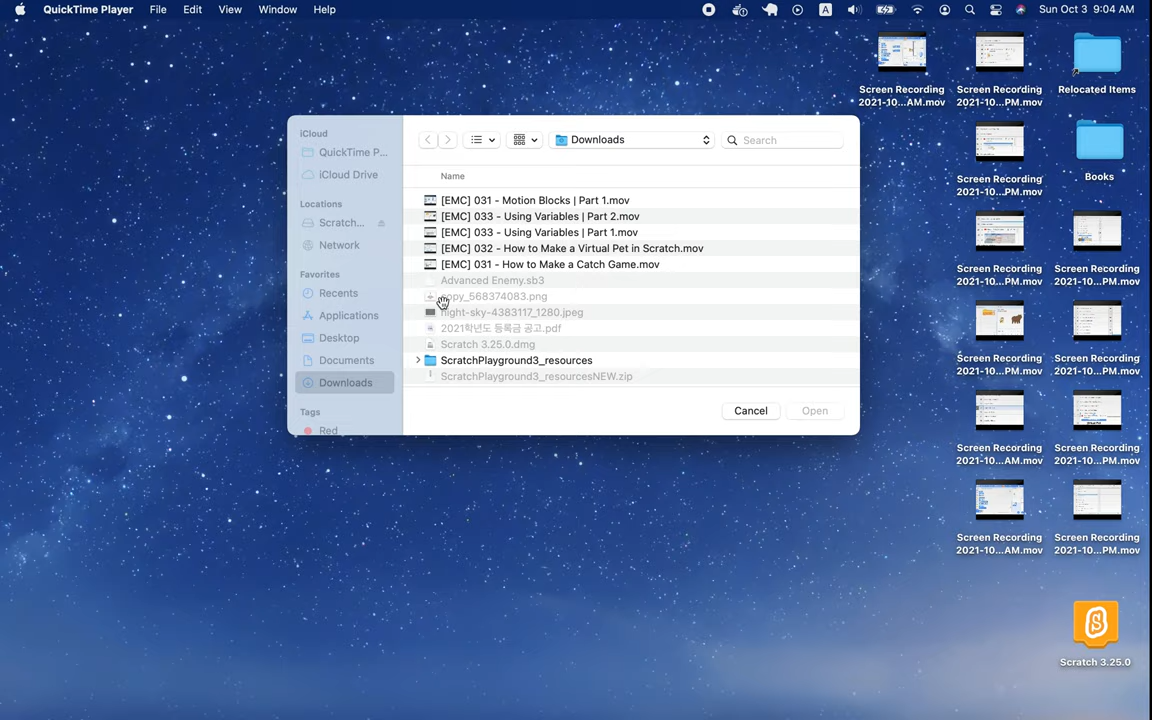 QuickTime Player File Edit View Window Help A Sun Oct 3 9:04 AM
Screen Recording
2021-10...AM.mov
Screen Recording
2021-10...PM.mov
Relocated Items
Screen Recording
2021-10...PM.mov
Books
Screen Recording
2021-10...PM.mov
Screen Recording
2021-10...PM.mov
Screen Recording
2021-10...PM.mov
Screen Recording
2021-10...PM.mov
Screen Recording
2021-10...AM.mov
Screen Recording
2021-10...PM.mov
Screen Recording
2021-10...AM.mov
Screen Recording
2021-10...PM.mov
Scratch 3.25.0
iCloud
QuickTime P...
iCloud Drive
Locations
Scratch...
Network
Favorites
Recents
Applications
Desktop
Documents
Downloads
Tags
Red
Downloads
Search
Name
[EMC] 031 - Motion Blocks | Part 1.mov
[EMC] 033 - Using Variables | Part 2.mov
[EMC] 033 - Using Variables | Part 1.mov
[EMC] 032 - How to Make a Virtual Pet in Scratch.mov
[EMC] 031 - How to Make a Catch Game.mov
Advanced Enemy.sb3
copy_568374083.png
night-sky-4383117_1280.jpeg
2021학년도 등록금 공고.pdf
Scratch 3.25.0.dmg
ScratchPlayground3_resources
ScratchPlayground3_resourcesNEW.zip
Cancel
Open